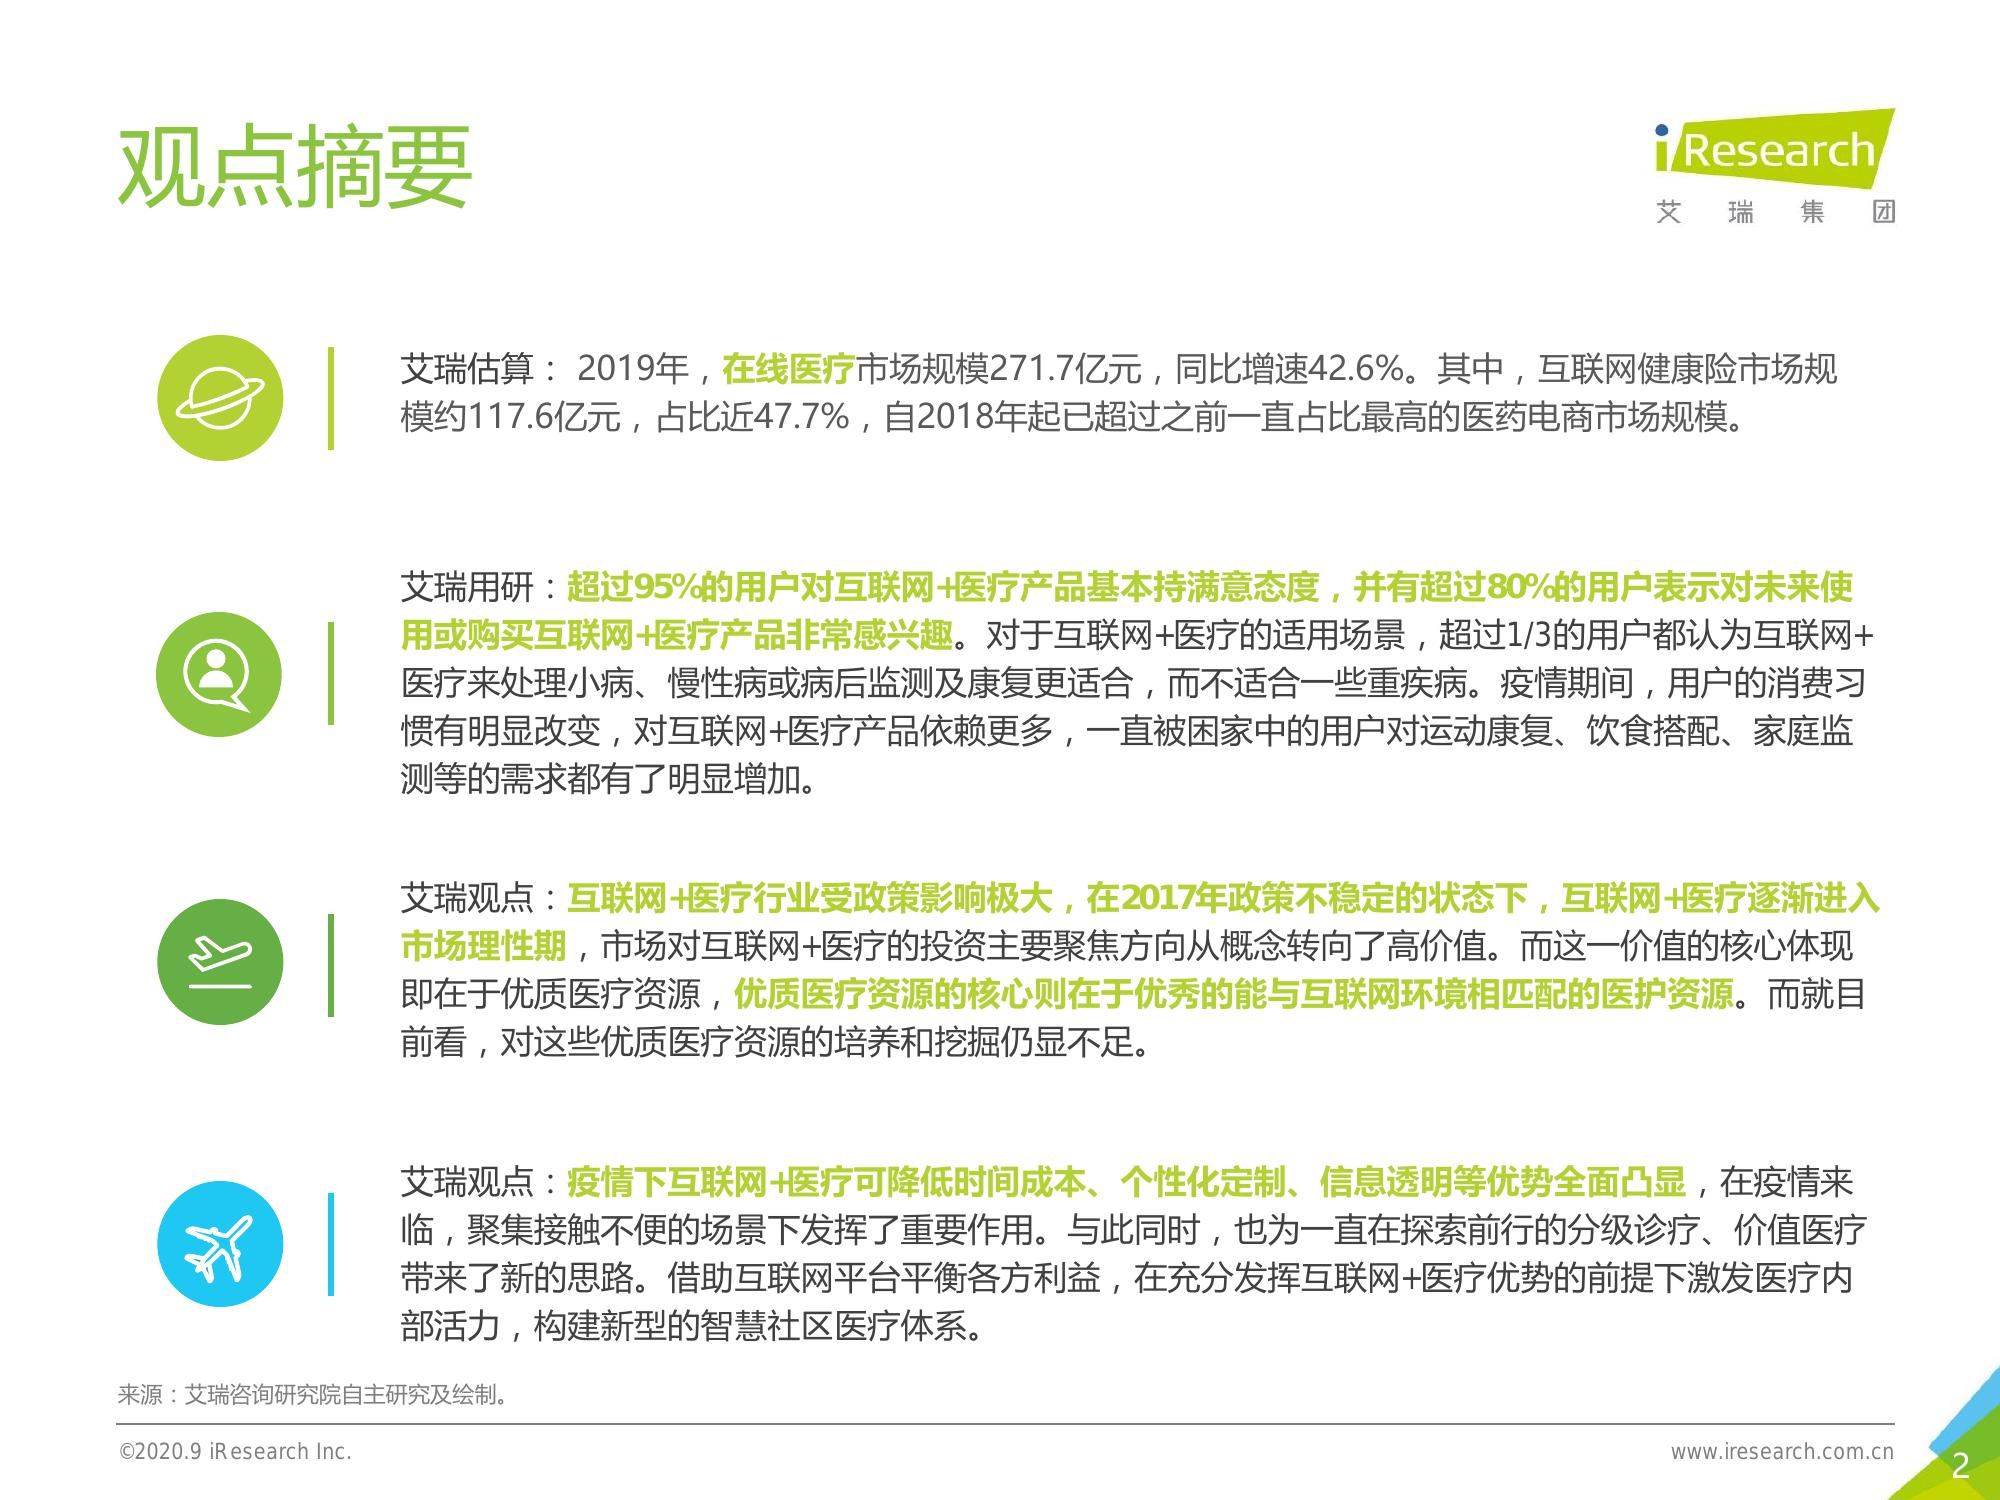 观点摘要
iResearch
艾瑞集团
艾瑞估算： 2019年，在线医疗市场规模271.7亿元，同比增速42.6%。其中，互联网健康险市场规
模约117.6亿元，占比近47.7%，自2018年起已超过之前一直占比最高的医药电商市场规模。
艾瑞用研：超过95%的用户对互联网+医疗产品基本持满意态度，并有超过80%的用户表示对未来使
用或购买互联网+医疗产品非常感兴趣。对于互联网+医疗的适用场景，超过1/3的用户都认为互联网+
医疗来处理小病、慢性病或病后监测及康复更适合，而不适合一些重疾病。疫情期间，用户的消费习
惯有明显改变，对互联网+医疗产品依赖更多，一直被困家中的用户对运动康复、饮食搭配、家庭监
测等的需求都有了明显增加。
艾瑞观点：互联网+医疗行业受政策影响极大，在2017年政策不稳定的状态下，互联网+医疗逐渐进入
市场理性期，市场对互联网+医疗的投资主要聚焦方向从概念转向了高价值。而这一价值的核心体现
即在于优质医疗资源，优质医疗资源的核心则在于优秀的能与互联网环境相匹配的医护资源。而就目
前看，对这些优质医疗资源的培养和挖掘仍显不足。
艾瑞观点：疫情下互联网+医疗可降低时间成本、个性化定制、信息透明等优势全面凸显，在疫情来
临，聚集接触不便的场景下发挥了重要作用。与此同时，也为一直在探索前行的分级诊疗、价值医疗
带来了新的思路。借助互联网平台平衡各方利益，在充分发挥互联网+医疗优势的前提下激发医疗内
部活力，构建新型的智慧社区医疗体系。
来源：艾瑞咨询研究院自主研究及绘制。
©2020.9 iResearch Inc.
www.iresearch.com.cn
2